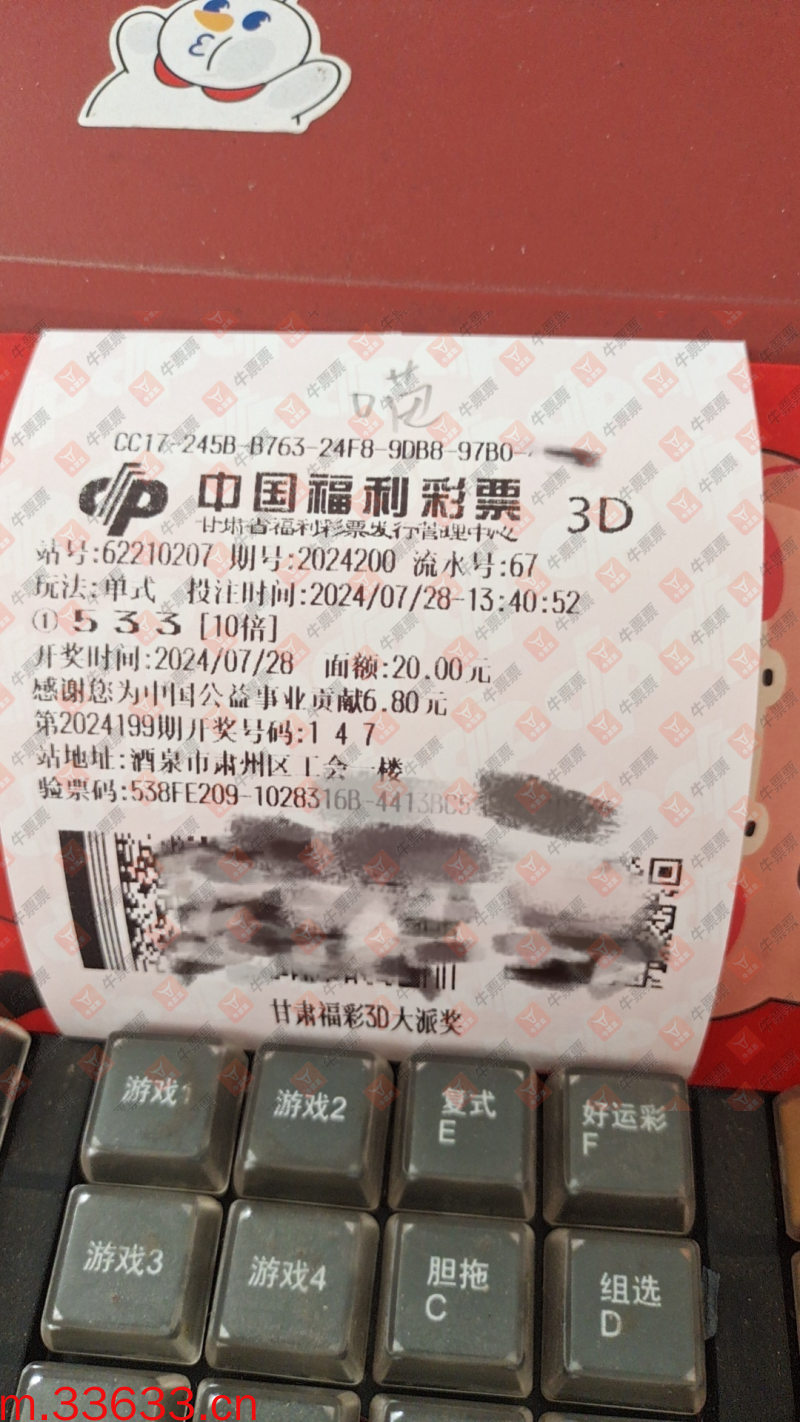 CC17-245B-B763-24F8-9DB8-97B0-
中国福利彩票 3D
甘肃省福利彩票发行管理中心
站号:62210207 期号:2024200 流水号:67
玩法:单式 投注时间:2024/07/28-13:40:52
① 5 3 3 [10倍]
开奖时间:2024/07/28 面额:20.00元
感谢您为中国公益事业贡献6.80元
第2024199期开奖号码:1 4 7
站地址:酒泉市肃州区工会一楼
验票码:538FE209-1028316B-4413BC5
甘肃福彩3D大派奖
游戏1 游戏2 复式 E 好运彩 F
游戏3 游戏4 胆拖 C 组选 D
牛票票
m.33633.cn